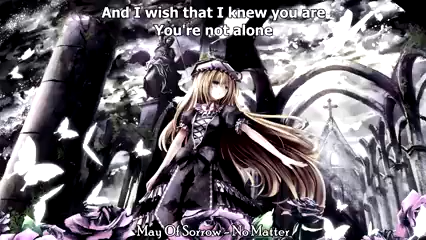 And I wish that I knew you are
You're not alone
May Of Sorrow - No Matter